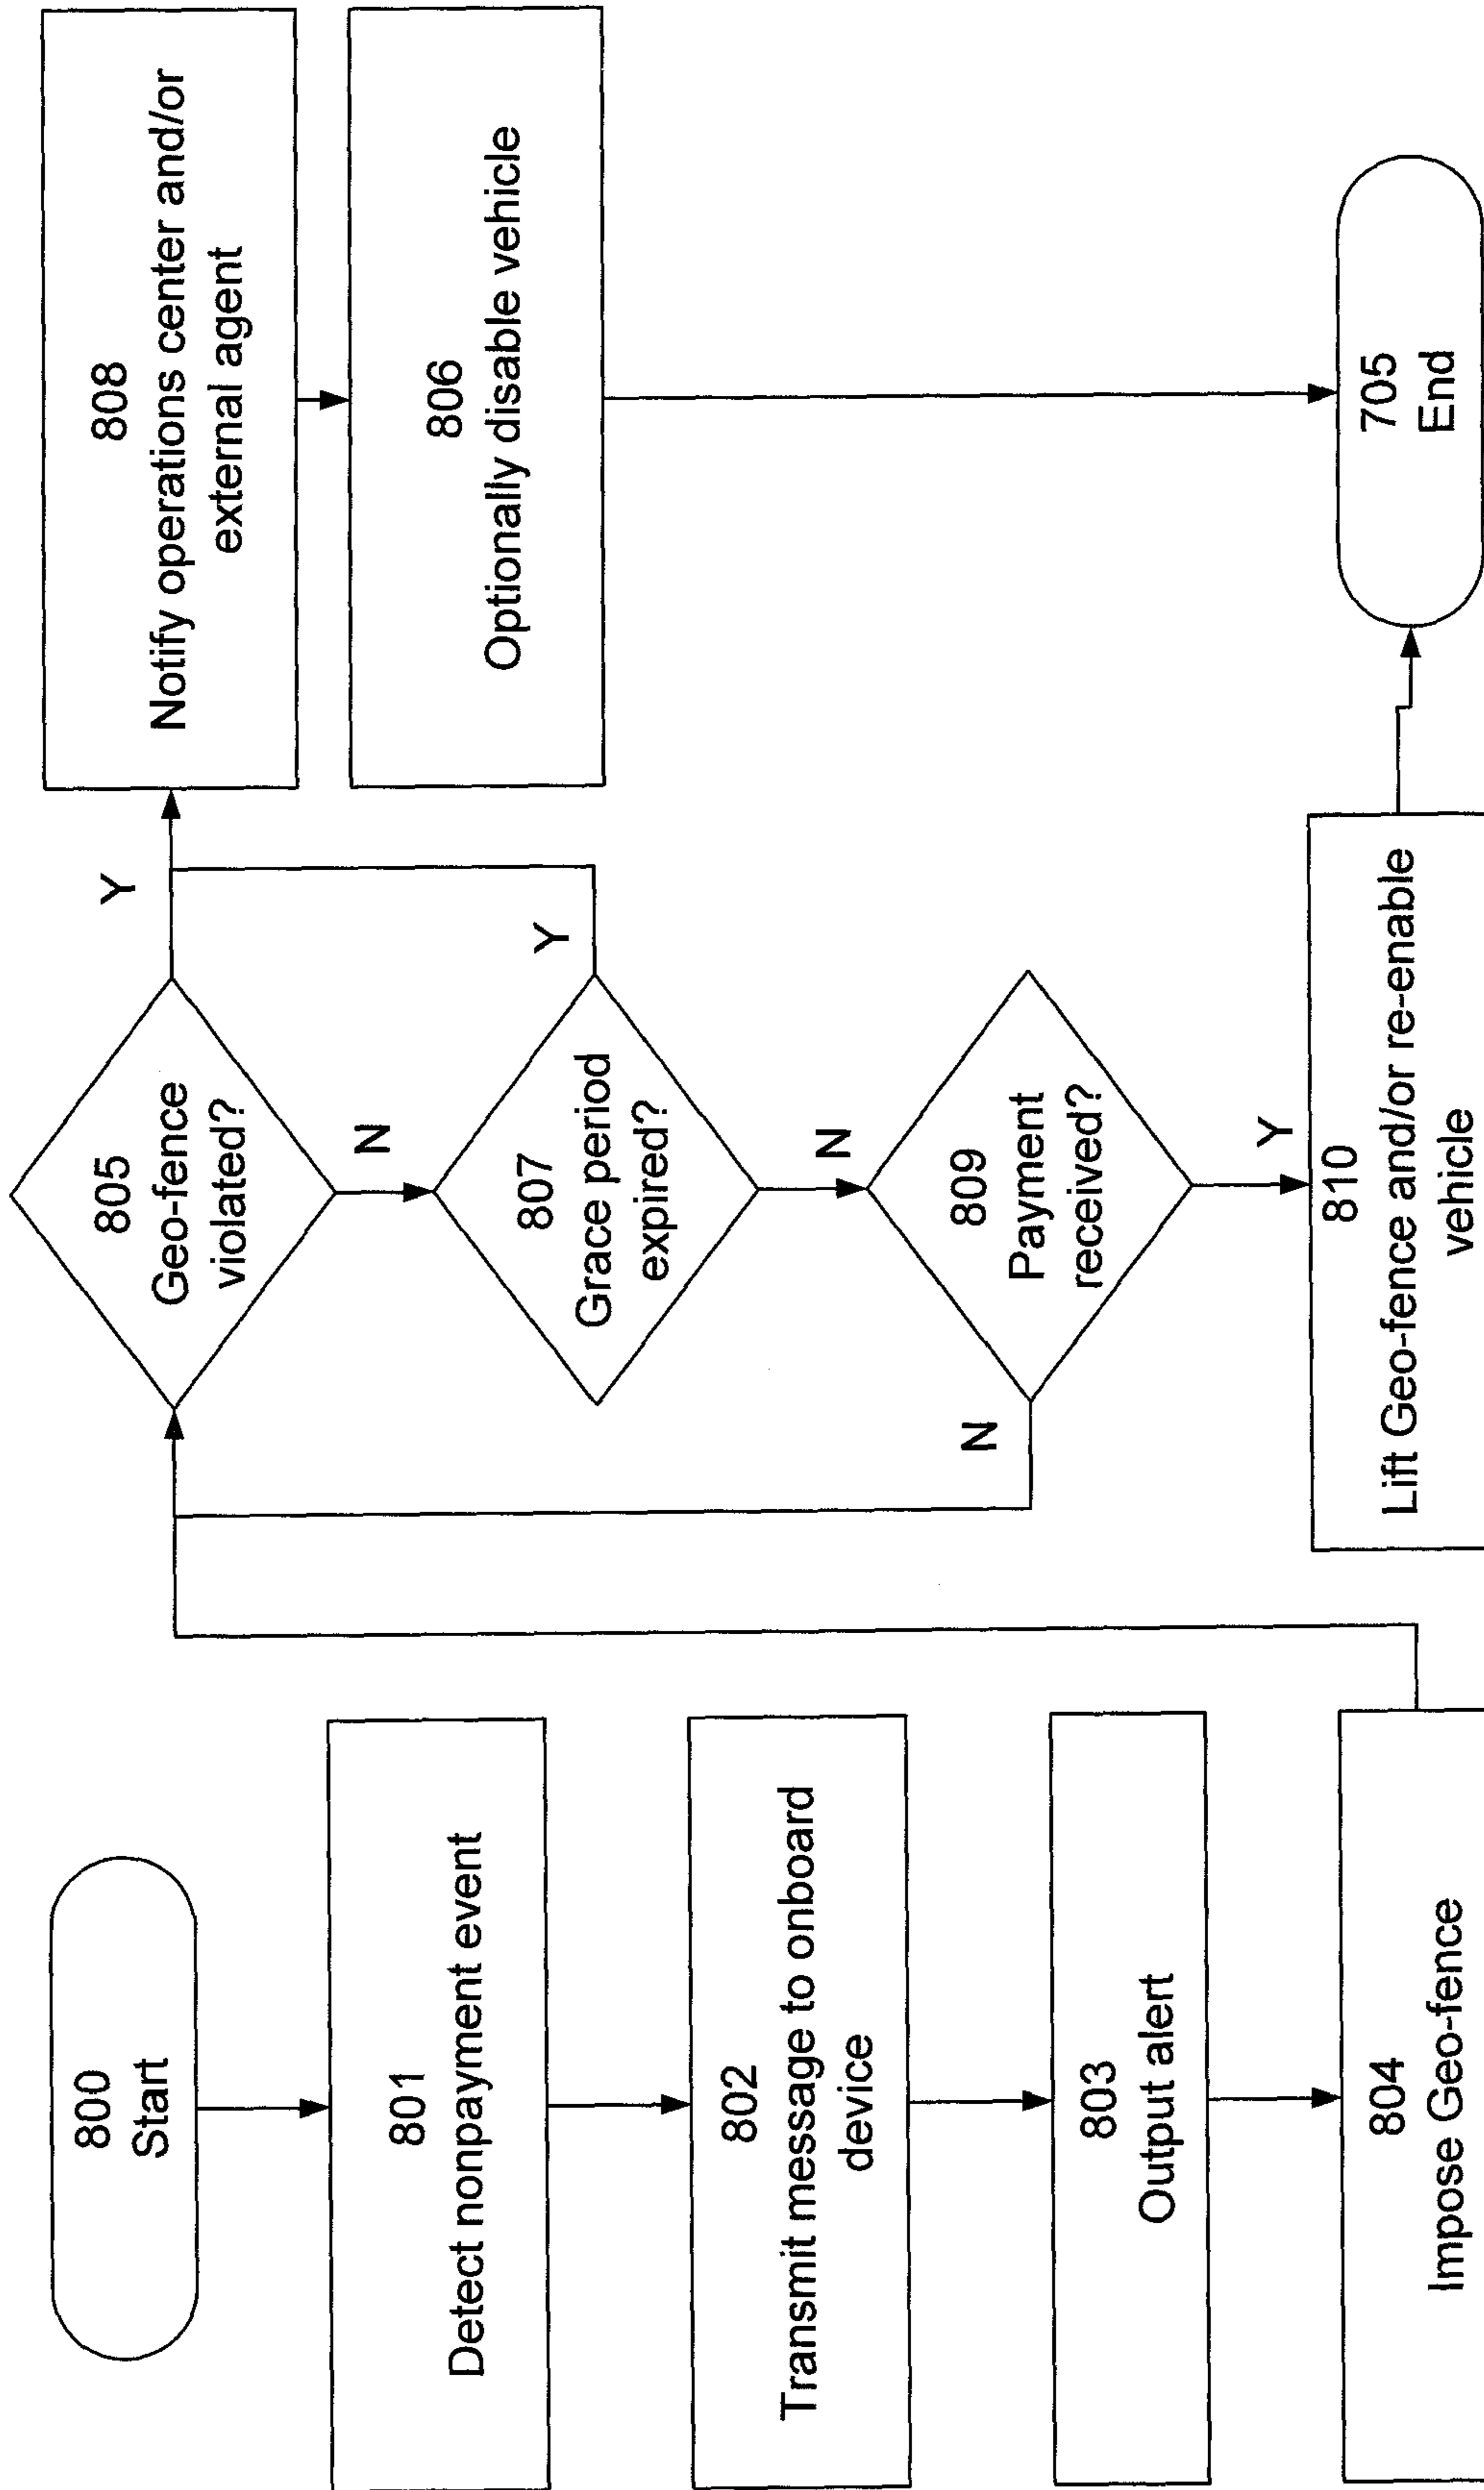 800
Start
801
Detect nonpayment event
802
Transmit message to onboard
device
803
Output alert
804
Impose Geo-fence
805
Geo-fence
violated?
Y
N
807
Grace period
expired?
Y
N
809
Payment
received?
N
Y
810
Lift Geo-fence and/or re-enable
vehicle
808
Notify operations center and/or
external agent
806
Optionally disable vehicle
705
End